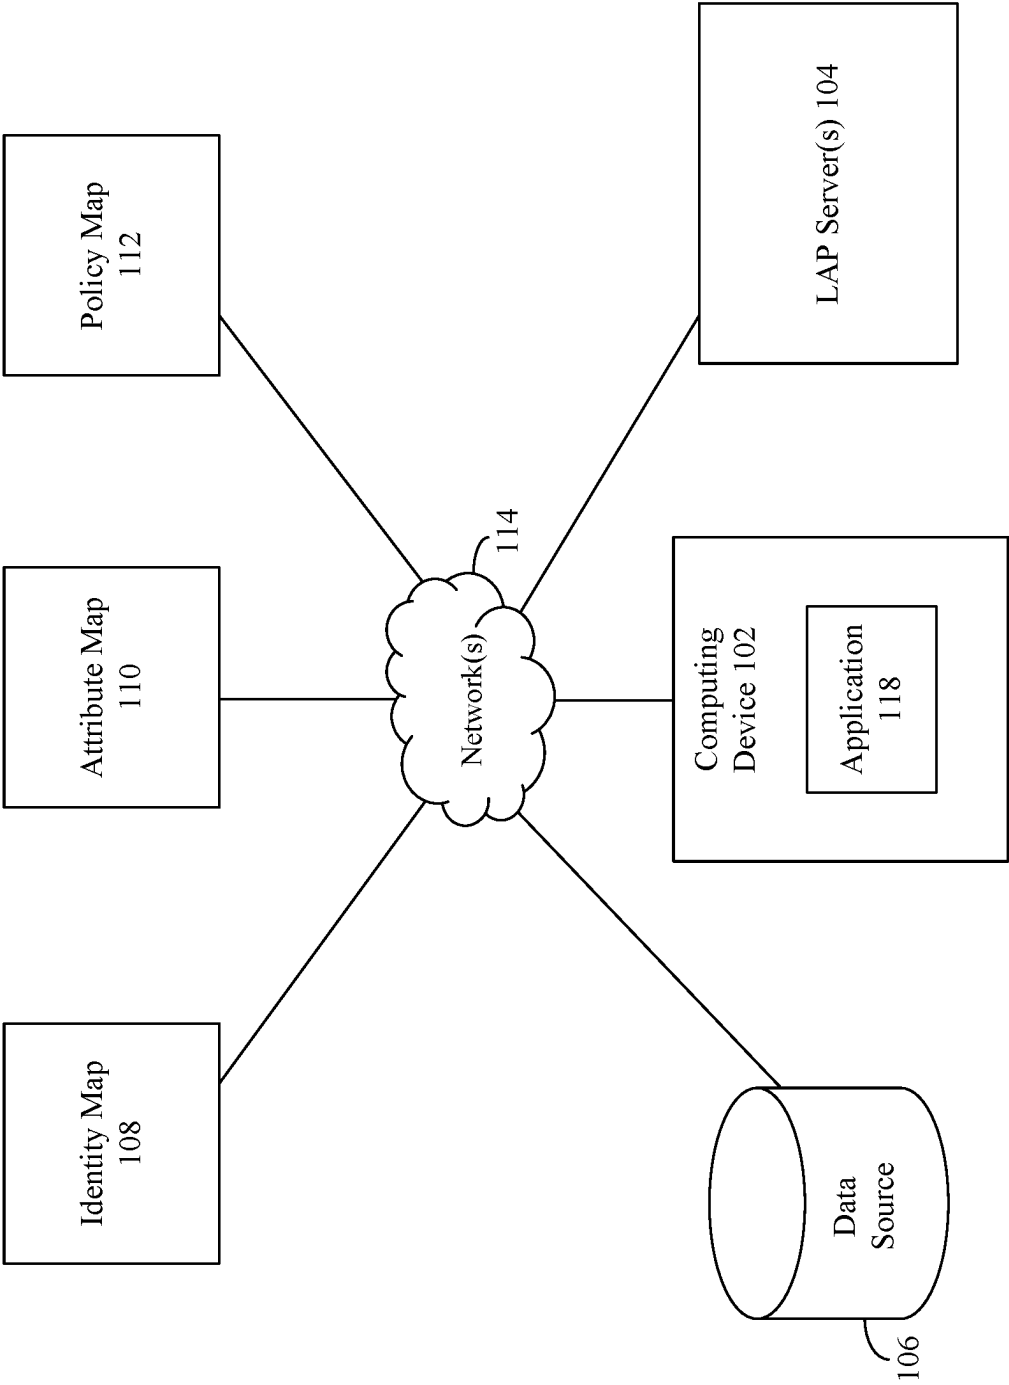 Identity Map
108
Attribute Map
110
Policy Map
112
Network(s)
114
Data
Source
106
Computing
Device 102
Application
118
LAP Server(s) 104